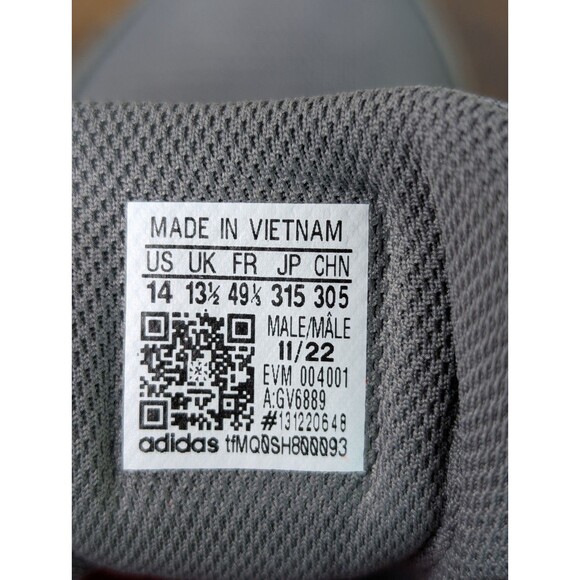 MADE IN VIETNAM
US UK FR JP CHN
14 13½ 49⅓ 315 305
MALE/MÂLE
11/22
EVM 004001
A:GV6889
#131220648
adidas tfMQ0SH800093